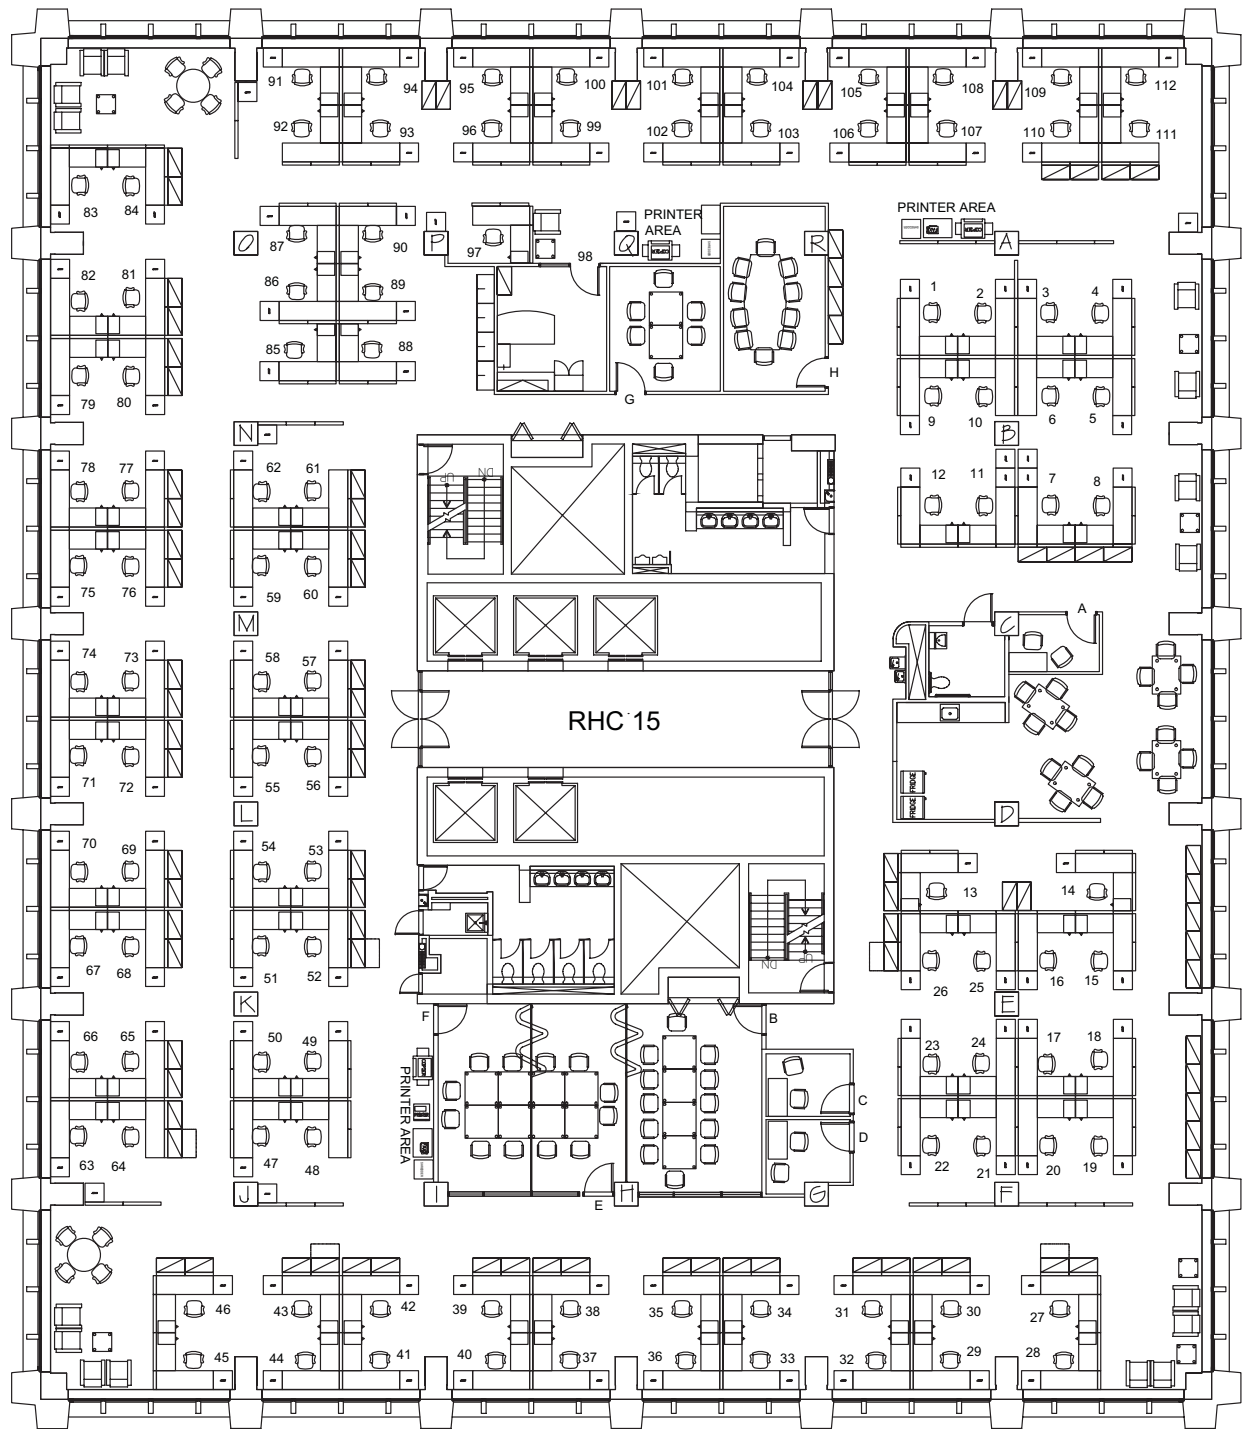 91 94 95 100 101 104 105 108 109 112
92 93 96 99 102 103 106 107 110 111
83 84
PRINTER
AREA
PRINTER AREA
O 87 90 P 97 98 Q R A
82 81 86 89 1 2 3 4
85 88 H
79 80 G 9 10 6 5
N B
78 77 62 61 12 11 7 8
UP DN
75 76 59 60
M C A
74 73 58 57
RHC 15
71 72 55 56
FRIDGE
FRIDGE
L D
70 69 54 53
13 14
67 68 51 52 26 25 16 15
DN UP
K E
F B
66 65 50 49 23 24 17 18
PRINTER AREA
C
D
63 64 47 48 22 21 20 19
J I H G F
E
46 43 42 39 38 35 34 31 30 27
45 44 41 40 37 36 33 32 29 28